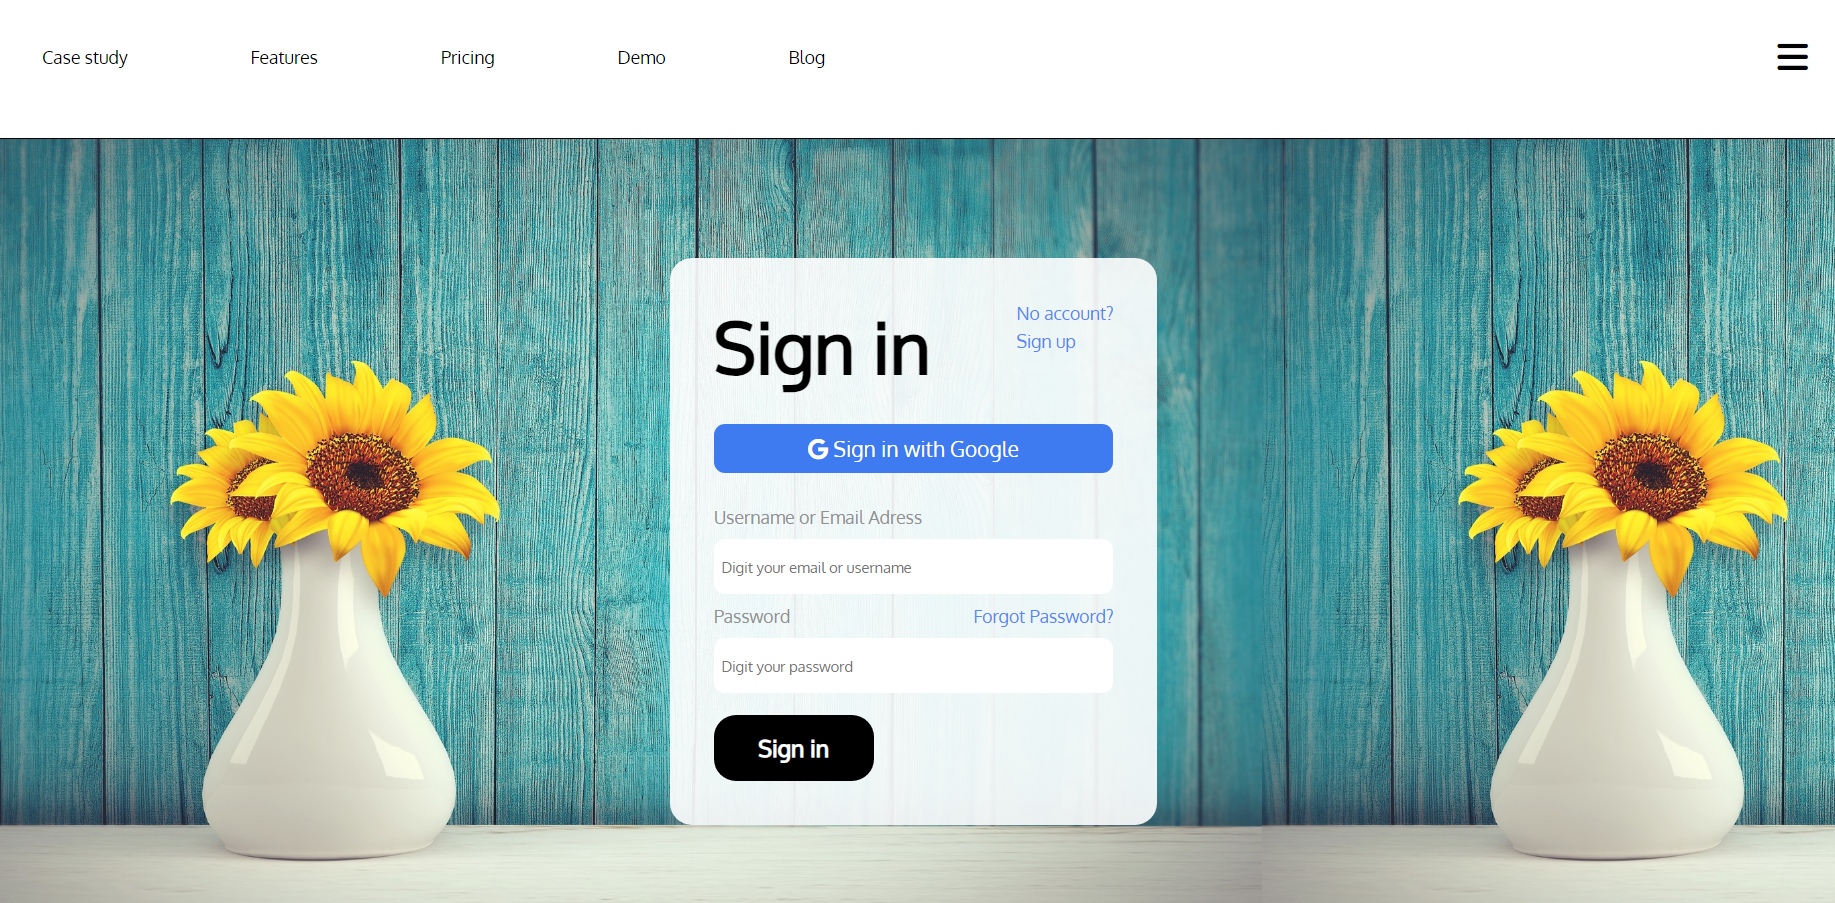 Case study Features Pricing Demo Blog
No account?
Sign up
Sign in
Sign in with Google
Username or Email Adress
Digit your email or username
Password Forgot Password?
Digit your password
Sign in